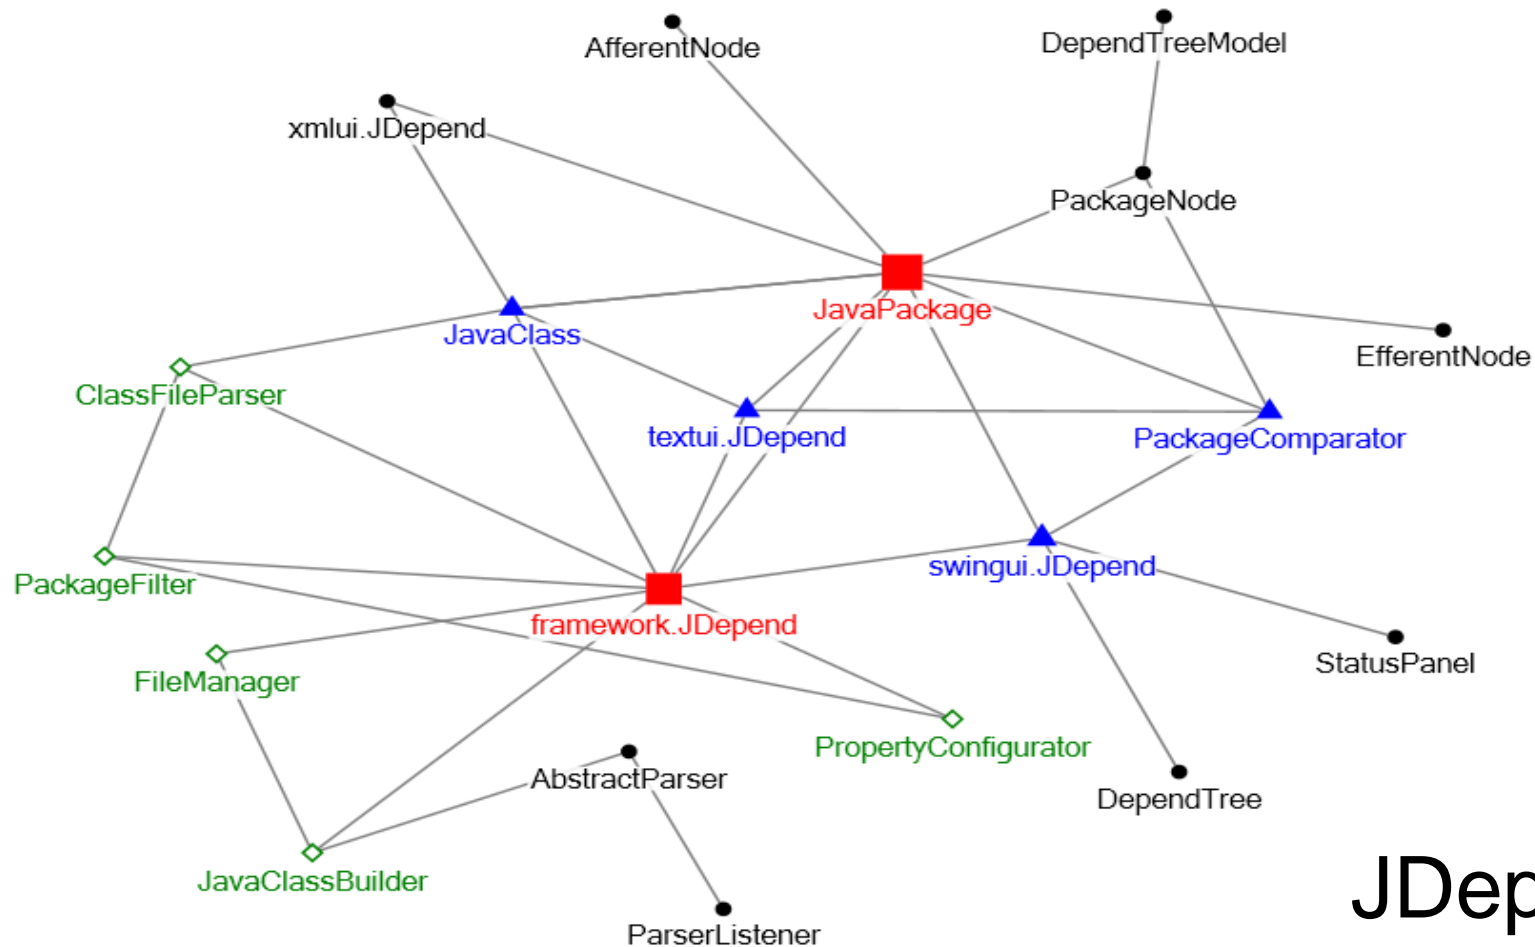 AfferentNode
DependTreeModel
xmlui.JDepend
PackageNode
JavaPackage
JavaClass
EfferentNode
ClassFileParser
textui.JDepend
PackageComparator
swingui.JDepend
PackageFilter
framework.JDepend
StatusPanel
FileManager
PropertyConfigurator
AbstractParser
DependTree
JavaClassBuilder
JDep
ParserListener